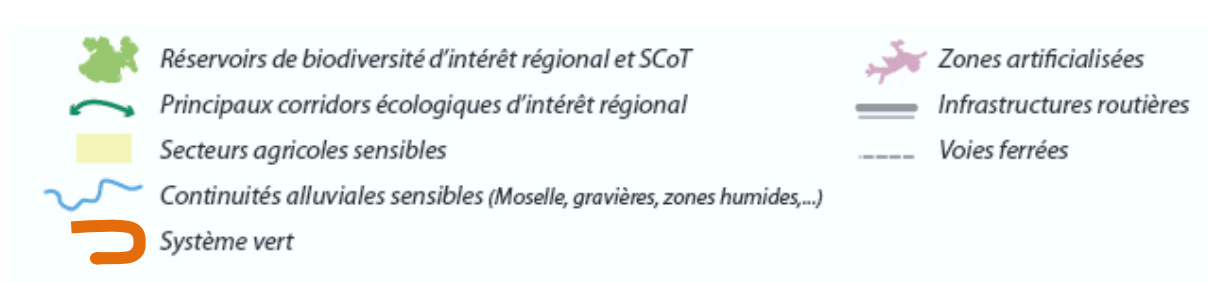 Réservoirs de biodiversité d'intérêt régional et SCoT
Principaux corridors écologiques d'intérêt régional
Secteurs agricoles sensibles
Continuités alluviales sensibles (Moselle, gravières, zones humides,...)
Système vert
Zones artificialisées
Infrastructures routières
Voies ferrées